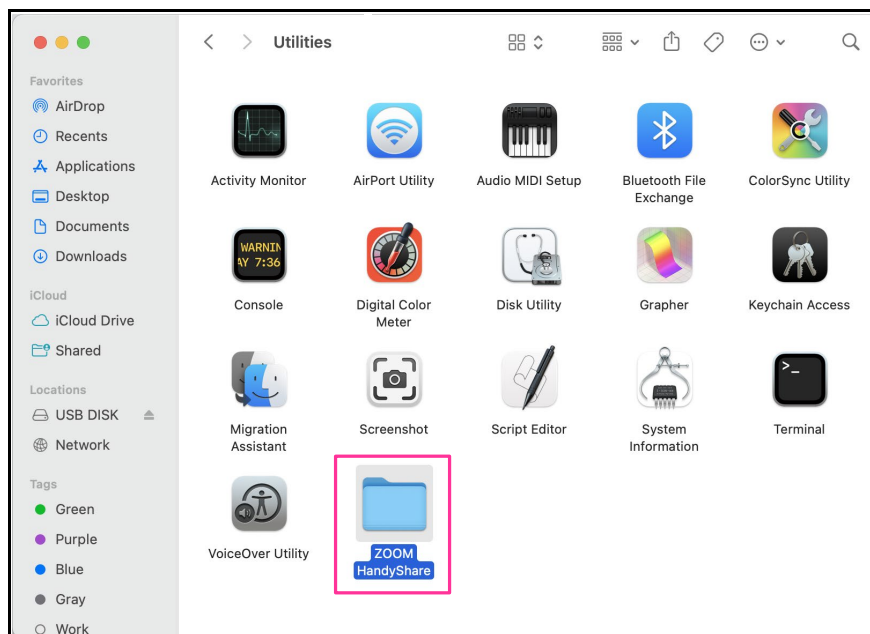 Utilities
Favorites
AirDrop
Recents
Applications
Desktop
Documents
Downloads
iCloud
iCloud Drive
Shared
Locations
USB DISK
Network
Tags
Green
Purple
Blue
Gray
Work
Activity Monitor
AirPort Utility
Audio MIDI Setup
Bluetooth File
Exchange
ColorSync Utility
WARNIN
AY 7:36
Console
Digital Color
Meter
Disk Utility
Grapher
Keychain Access
Migration
Assistant
Screenshot
Script Editor
System
Information
>_
Terminal
VoiceOver Utility
ZOOM
HandyShare